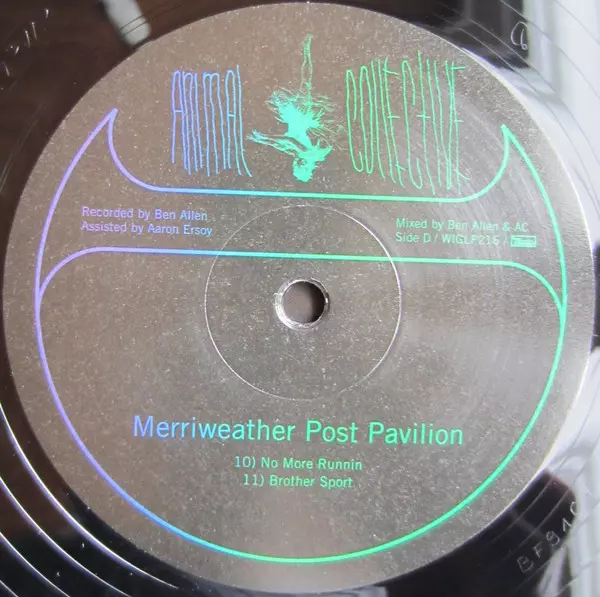 ANIMAL COLLECTIVE
Recorded by Ben Allen
Assisted by Aaron Ersoy
Mixed by Ben Allen & AC
Side D / WIGLP216 /
Merriweather Post Pavilion
10) No More Runnin
11) Brother Sport